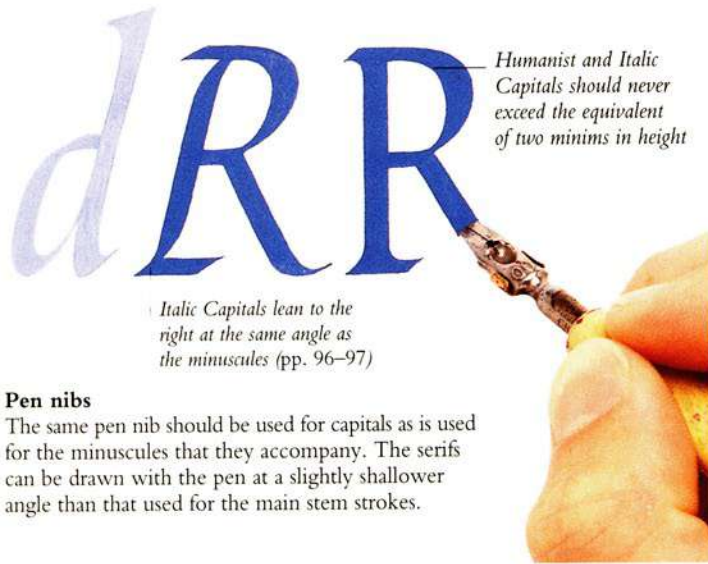 dRR
Humanist and Italic
Capitals should never
exceed the equivalent
of two minims in height
Italic Capitals lean to the
right at the same angle as
the minuscules (pp. 96–97)
Pen nibs
The same pen nib should be used for capitals as is used
for the minuscules that they accompany. The serifs
can be drawn with the pen at a slightly shallower
angle than that used for the main stem strokes.